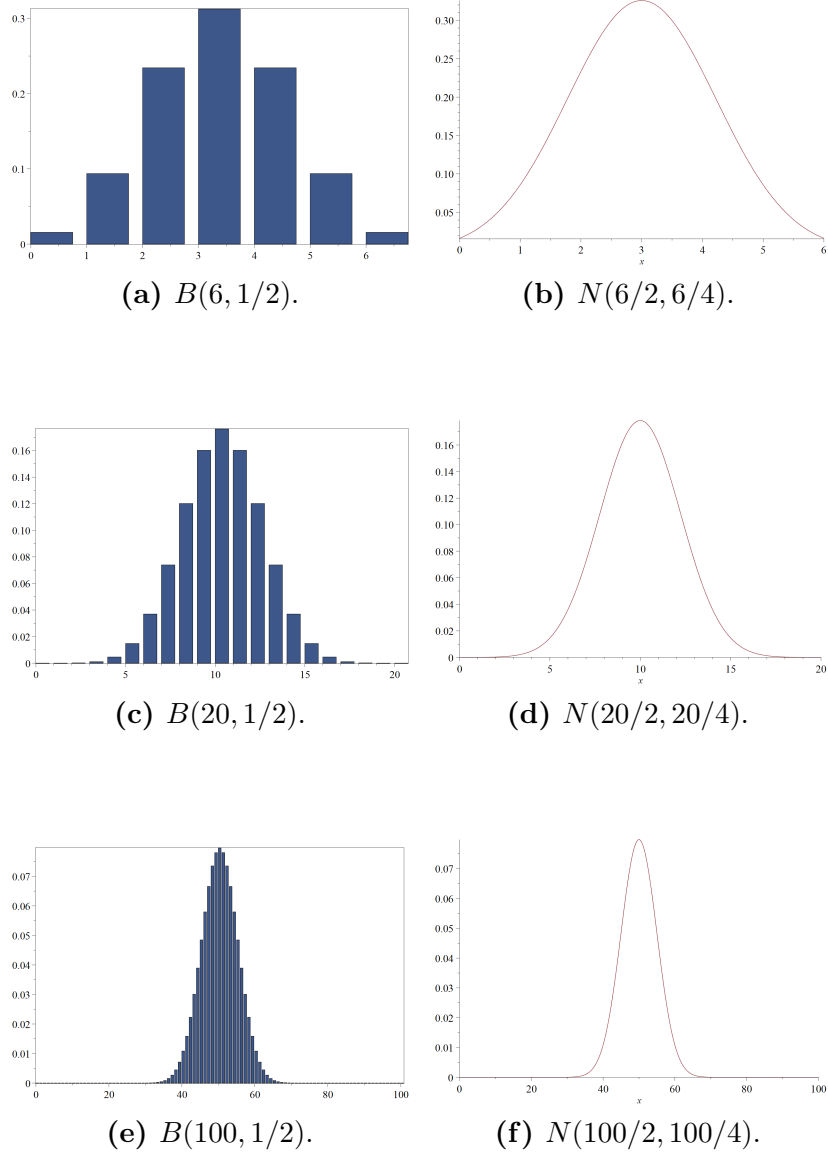 0.3
0.2
0.1
0
0 1 2 3 4 5 6
0.30
0.25
0.20
0.15
0.10
0.05
0 1 2 3 4 5 6
x
(a) B(6, 1/2).
(b) N(6/2, 6/4).
0.16
0.14
0.12
0.10
0.08
0.06
0.04
0.02
0
0 5 10 15 20
0.16
0.14
0.12
0.10
0.08
0.06
0.04
0.02
0
0 5 10 15 20
x
(c) B(20, 1/2).
(d) N(20/2, 20/4).
0.07
0.06
0.05
0.04
0.03
0.02
0.01
0
0 20 40 60 80 100
0.07
0.06
0.05
0.04
0.03
0.02
0.01
0
0 20 40 60 80 100
x
(e) B(100, 1/2).
(f) N(100/2, 100/4).